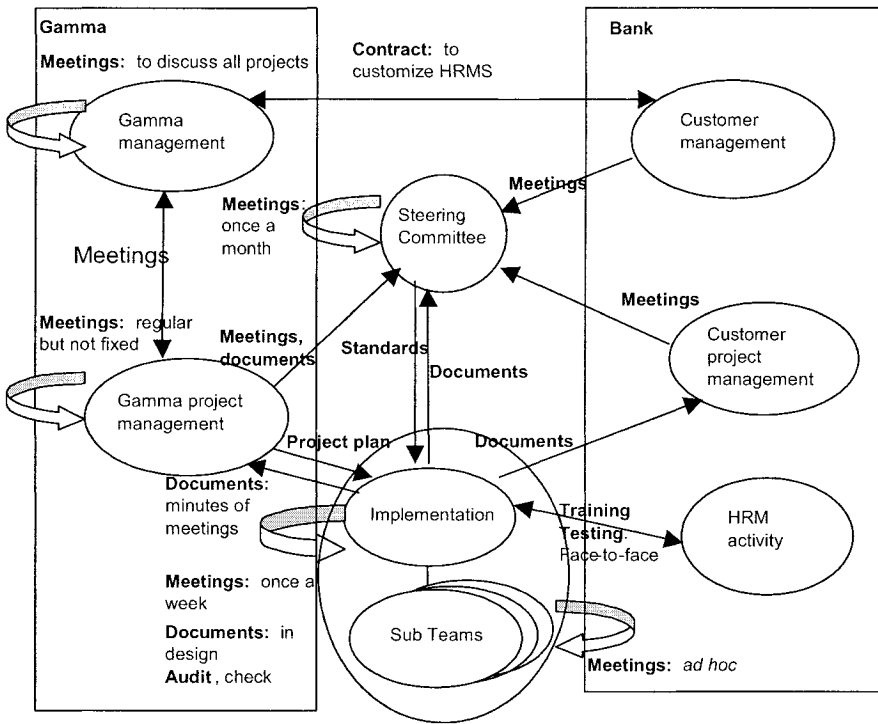 Gamma
Bank
Meetings: to discuss all projects
Contract: to
customize HRMS
Gamma
management
Customer
management
Meetings
Meetings:
once a
month
Steering
Committee
Meetings
Meetings: regular
but not fixed
Meetings,
documents
Standards
Documents
Meetings
Customer
project
management
Gamma project
management
Project plan
Documents
Documents:
minutes of
meetings
Implementation
Training
Testing:
Face-to-face
HRM
activity
Meetings: once a
week
Documents: in
design
Audit , check
Sub Teams
Meetings: ad hoc